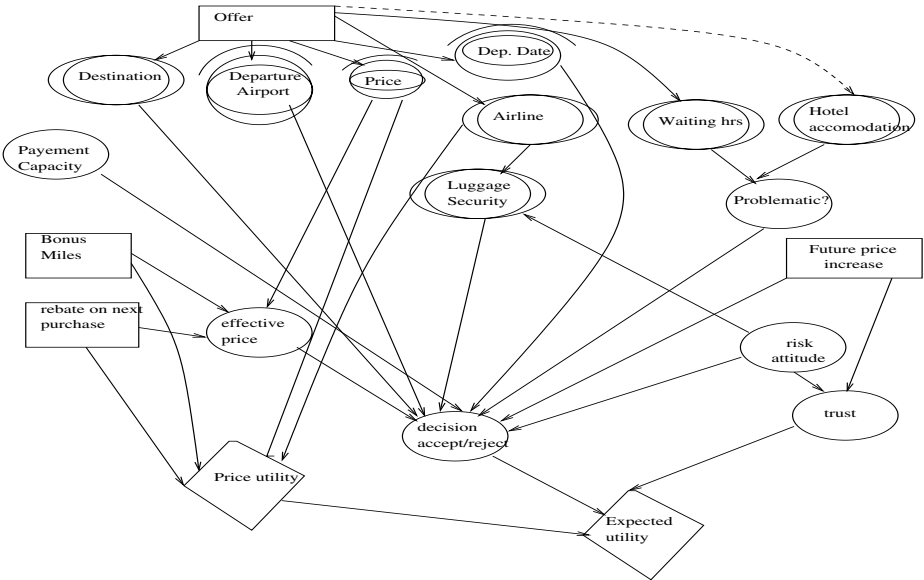 Offer
Destination
Departure
Airport
Price
Dep. Date
Airline
Waiting hrs
Hotel
accomodation
Payement
Capacity
Luggage
Security
Problematic?
Bonus
Miles
Future price
increase
rebate on next
purchase
effective
price
risk
attitude
decision
accept/reject
trust
Price utility
Expected
utility